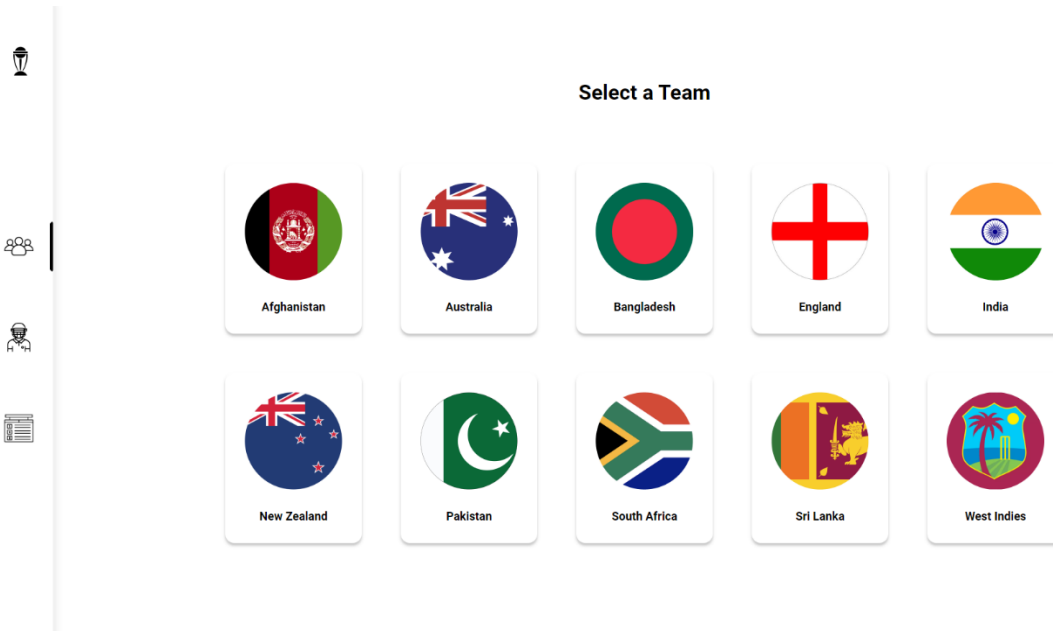 Select a Team
Afghanistan
Australia
Bangladesh
England
India
New Zealand
Pakistan
South Africa
Sri Lanka
West Indies